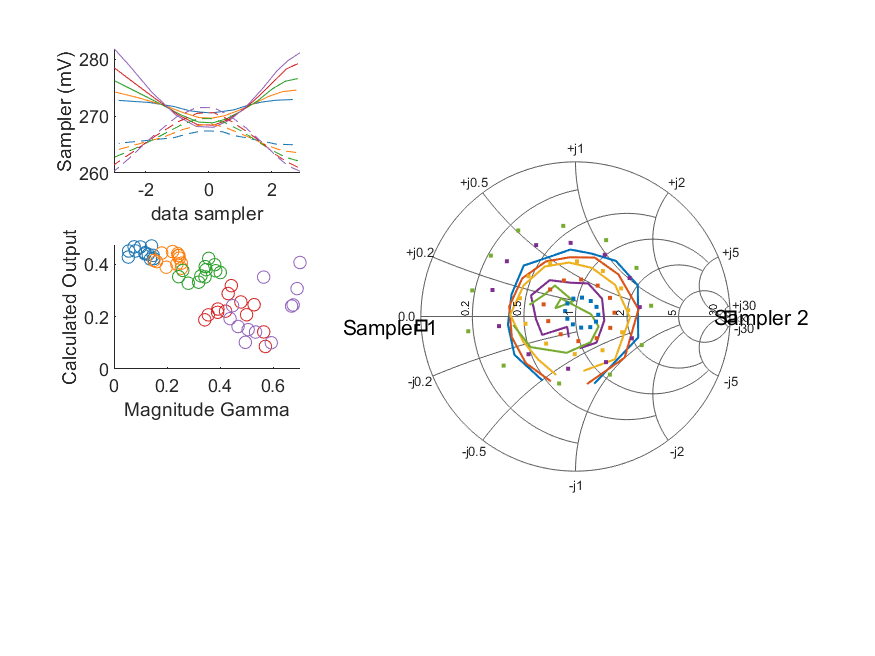 280
270
260
Sampler (mV)
-2
0
2
data sampler
0.4
0.2
0
Calculated Output
0
0.2
0.4
0.6
Magnitude Gamma
+j1
+j0.5
+j2
+j0.2
+j5
0.2
0.5
1
2
5
30
+j30
0.0
Sampler 1
Sampler 2
-j30
-j0.2
-j5
-j0.5
-j2
-j1